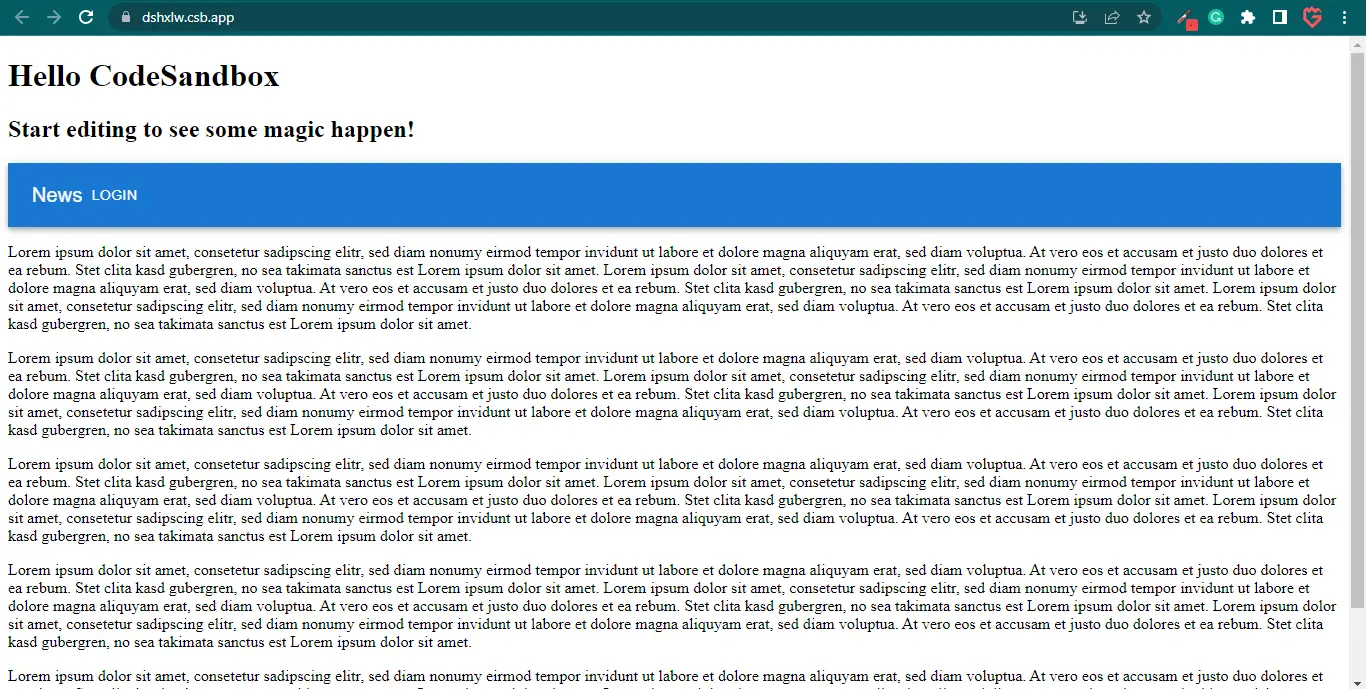 dshxlw.csb.app
Hello CodeSandbox
Start editing to see some magic happen!
News LOGIN
Lorem ipsum dolor sit amet, consetetur sadipscing elitr, sed diam nonumy eirmod tempor invidunt ut labore et dolore magna aliquyam erat, sed diam voluptua. At vero eos et accusam et justo duo dolores et
ea rebum. Stet clita kasd gubergren, no sea takimata sanctus est Lorem ipsum dolor sit amet. Lorem ipsum dolor sit amet, consetetur sadipscing elitr, sed diam nonumy eirmod tempor invidunt ut labore et
dolore magna aliquyam erat, sed diam voluptua. At vero eos et accusam et justo duo dolores et ea rebum. Stet clita kasd gubergren, no sea takimata sanctus est Lorem ipsum dolor sit amet. Lorem ipsum dolor
sit amet, consetetur sadipscing elitr, sed diam nonumy eirmod tempor invidunt ut labore et dolore magna aliquyam erat, sed diam voluptua. At vero eos et accusam et justo duo dolores et ea rebum. Stet clita
kasd gubergren, no sea takimata sanctus est Lorem ipsum dolor sit amet.
Lorem ipsum dolor sit amet, consetetur sadipscing elitr, sed diam nonumy eirmod tempor invidunt ut labore et dolore magna aliquyam erat, sed diam voluptua. At vero eos et accusam et justo duo dolores et
ea rebum. Stet clita kasd gubergren, no sea takimata sanctus est Lorem ipsum dolor sit amet. Lorem ipsum dolor sit amet, consetetur sadipscing elitr, sed diam nonumy eirmod tempor invidunt ut labore et
dolore magna aliquyam erat, sed diam voluptua. At vero eos et accusam et justo duo dolores et ea rebum. Stet clita kasd gubergren, no sea takimata sanctus est Lorem ipsum dolor sit amet. Lorem ipsum dolor
sit amet, consetetur sadipscing elitr, sed diam nonumy eirmod tempor invidunt ut labore et dolore magna aliquyam erat, sed diam voluptua. At vero eos et accusam et justo duo dolores et ea rebum. Stet clita
kasd gubergren, no sea takimata sanctus est Lorem ipsum dolor sit amet.
Lorem ipsum dolor sit amet, consetetur sadipscing elitr, sed diam nonumy eirmod tempor invidunt ut labore et dolore magna aliquyam erat, sed diam voluptua. At vero eos et accusam et justo duo dolores et
ea rebum. Stet clita kasd gubergren, no sea takimata sanctus est Lorem ipsum dolor sit amet. Lorem ipsum dolor sit amet, consetetur sadipscing elitr, sed diam nonumy eirmod tempor invidunt ut labore et
dolore magna aliquyam erat, sed diam voluptua. At vero eos et accusam et justo duo dolores et ea rebum. Stet clita kasd gubergren, no sea takimata sanctus est Lorem ipsum dolor sit amet. Lorem ipsum dolor
sit amet, consetetur sadipscing elitr, sed diam nonumy eirmod tempor invidunt ut labore et dolore magna aliquyam erat, sed diam voluptua. At vero eos et accusam et justo duo dolores et ea rebum. Stet clita
kasd gubergren, no sea takimata sanctus est Lorem ipsum dolor sit amet.
Lorem ipsum dolor sit amet, consetetur sadipscing elitr, sed diam nonumy eirmod tempor invidunt ut labore et dolore magna aliquyam erat, sed diam voluptua. At vero eos et accusam et justo duo dolores et
ea rebum. Stet clita kasd gubergren, no sea takimata sanctus est Lorem ipsum dolor sit amet. Lorem ipsum dolor sit amet, consetetur sadipscing elitr, sed diam nonumy eirmod tempor invidunt ut labore et
dolore magna aliquyam erat, sed diam voluptua. At vero eos et accusam et justo duo dolores et ea rebum. Stet clita kasd gubergren, no sea takimata sanctus est Lorem ipsum dolor sit amet. Lorem ipsum dolor
sit amet, consetetur sadipscing elitr, sed diam nonumy eirmod tempor invidunt ut labore et dolore magna aliquyam erat, sed diam voluptua. At vero eos et accusam et justo duo dolores et ea rebum. Stet clita
kasd gubergren, no sea takimata sanctus est Lorem ipsum dolor sit amet.
Lorem ipsum dolor sit amet, consetetur sadipscing elitr, sed diam nonumy eirmod tempor invidunt ut labore et dolore magna aliquyam erat, sed diam voluptua. At vero eos et accusam et justo duo dolores et